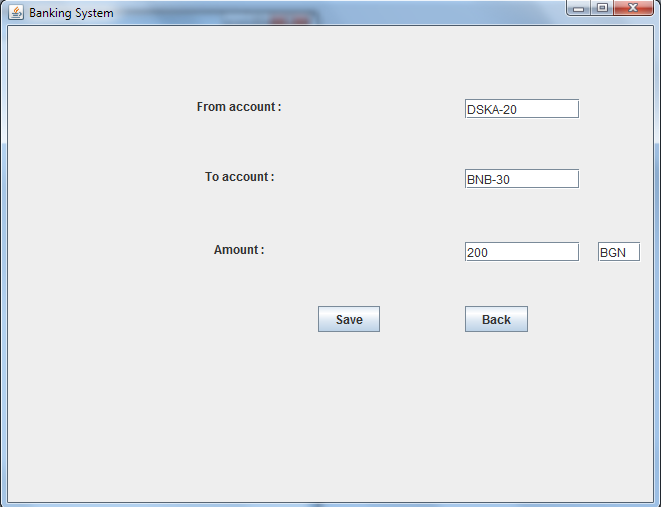 Banking System
From account : DSKA-20
To account : BNB-30
Amount : 200 BGN
Save Back